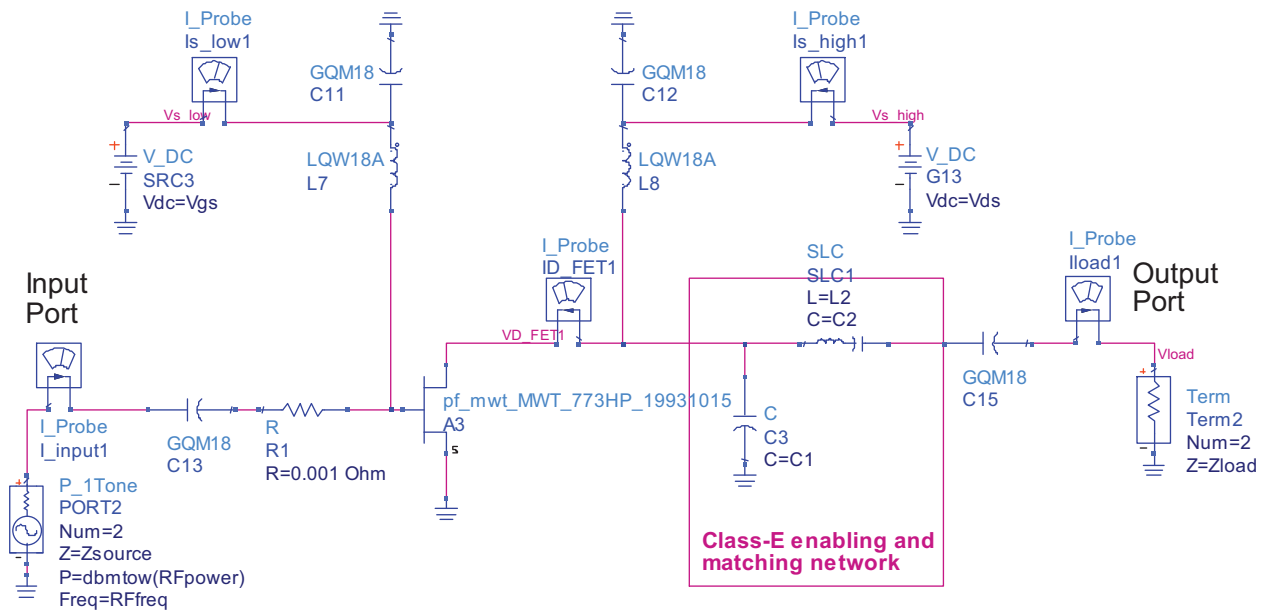 I_Probe
Is_low1
GQM18
C11
Vs_low
V_DC
SRC3
Vdc=Vgs
LQW18A
L7
I_Probe
Is_high1
GQM18
C12
Vs_high
V_DC
G13
Vdc=Vds
LQW18A
L8
Input
Port
I_Probe
I_input1
GQM18
C13
R
R1
R=0.001 Ohm
P_1Tone
PORT2
Num=2
Z=Zsource
P=dbmtow(RFpower)
Freq=RFfreq
I_Probe
ID_FET1
VD_FET1
pf_mwt_MWT_773HP_19931015
A3
S
SLC
SLC1
L=L2
C=C2
C
C3
C=C1
Class-E enabling and
matching network
GQM18
C15
I_Probe
Iload1
Output
Port
Vload
Term
Term2
Num=2
Z=Zload